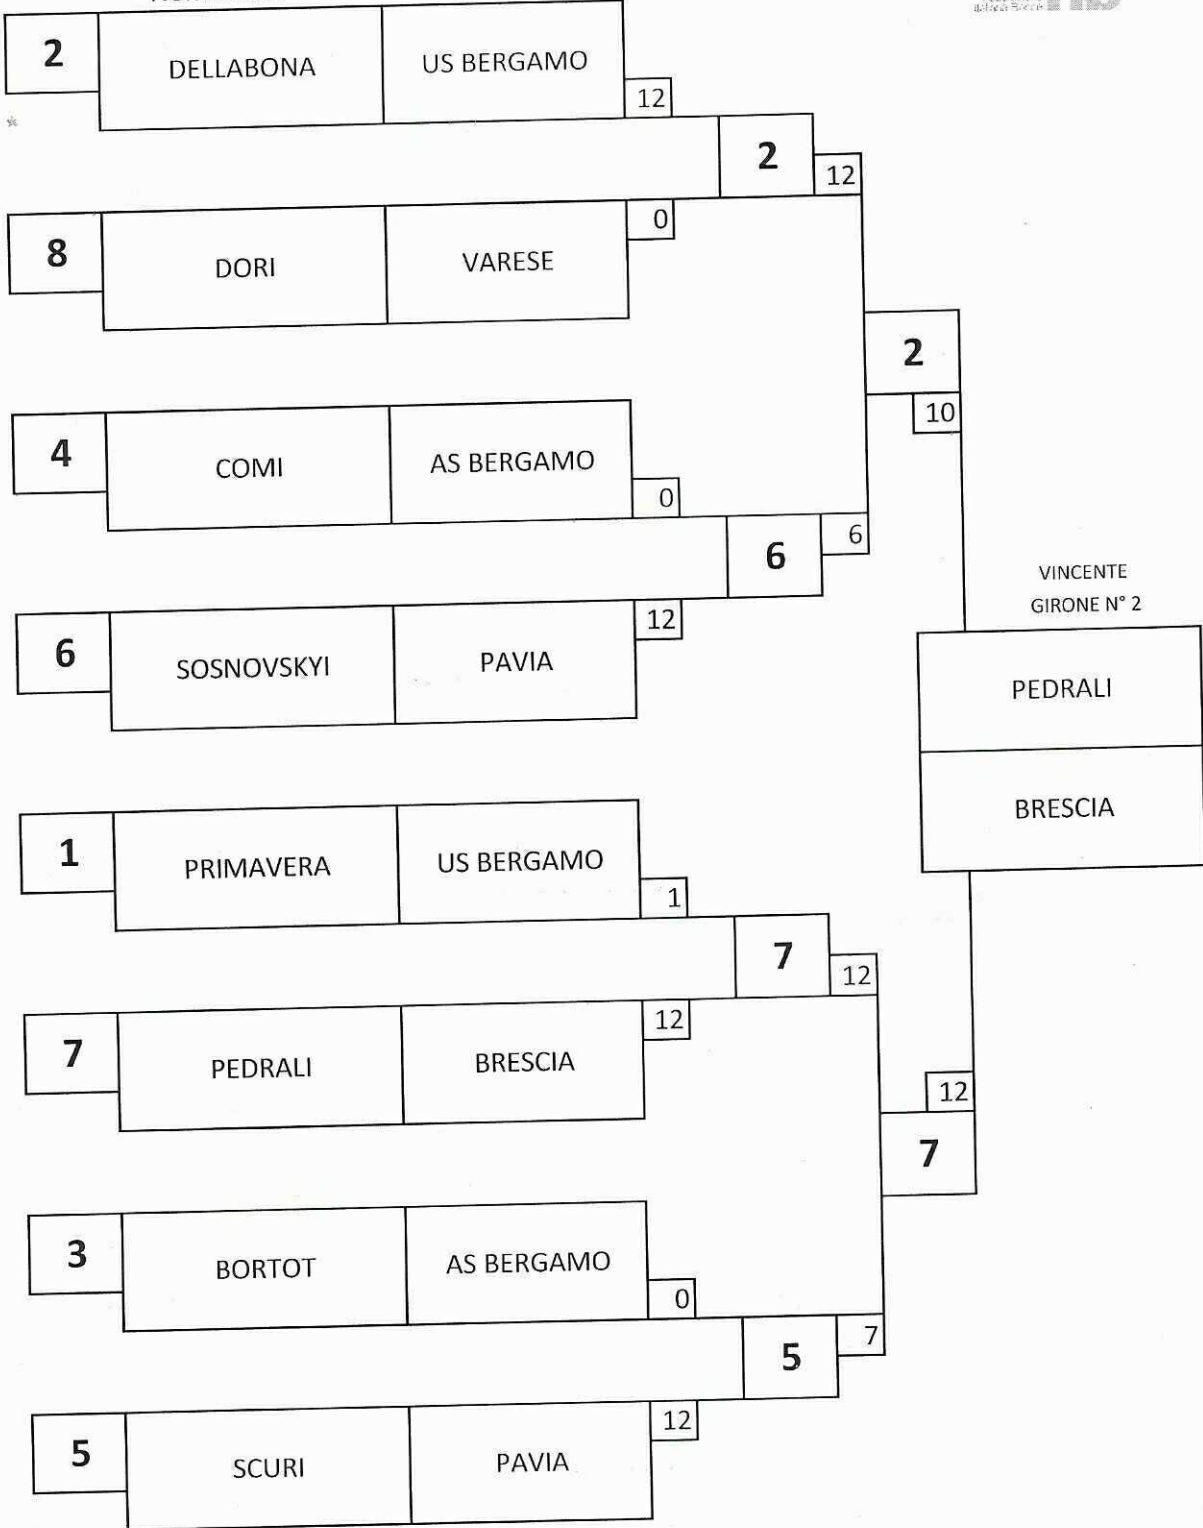 2 DELLABONA US BERGAMO 12
2 12
8 DORI VARESE 0
2
10
4 COMI AS BERGAMO 0
6 6
6 SOSNOVSKYI PAVIA 12
VINCENTE
GIRONE N° 2
PEDRALI
BRESCIA
1 PRIMAVERA US BERGAMO 1
7 12
7 PEDRALI BRESCIA 12
12
7
3 BORTOT AS BERGAMO 0
5 7
5 SCURI PAVIA 12